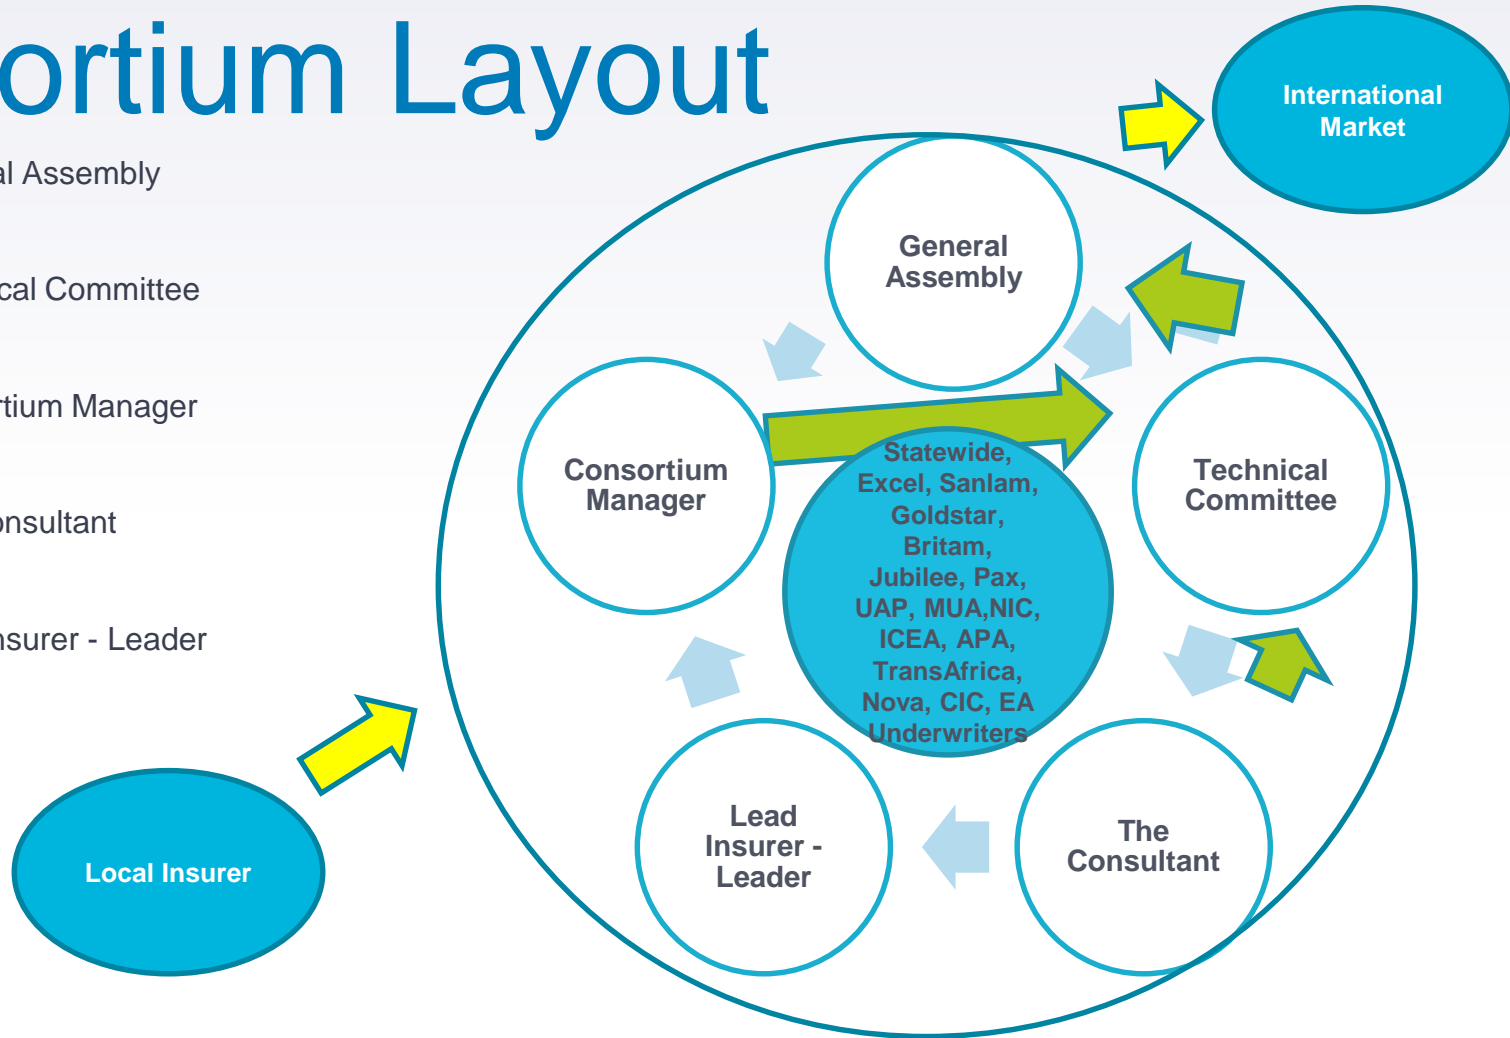 ortium Layout
al Assembly
cal Committee
rtium Manager
onsultant
nsurer - Leader
International
Market
General
Assembly
Consortium
Manager
Technical
Committee
Statewide,
Excel, Sanlam,
Goldstar,
Britam,
Jubilee, Pax,
UAP, MUA,NIC,
ICEA, APA,
TransAfrica,
Nova, CIC, EA
Underwriters
Lead
Insurer -
Leader
The
Consultant
Local Insurer